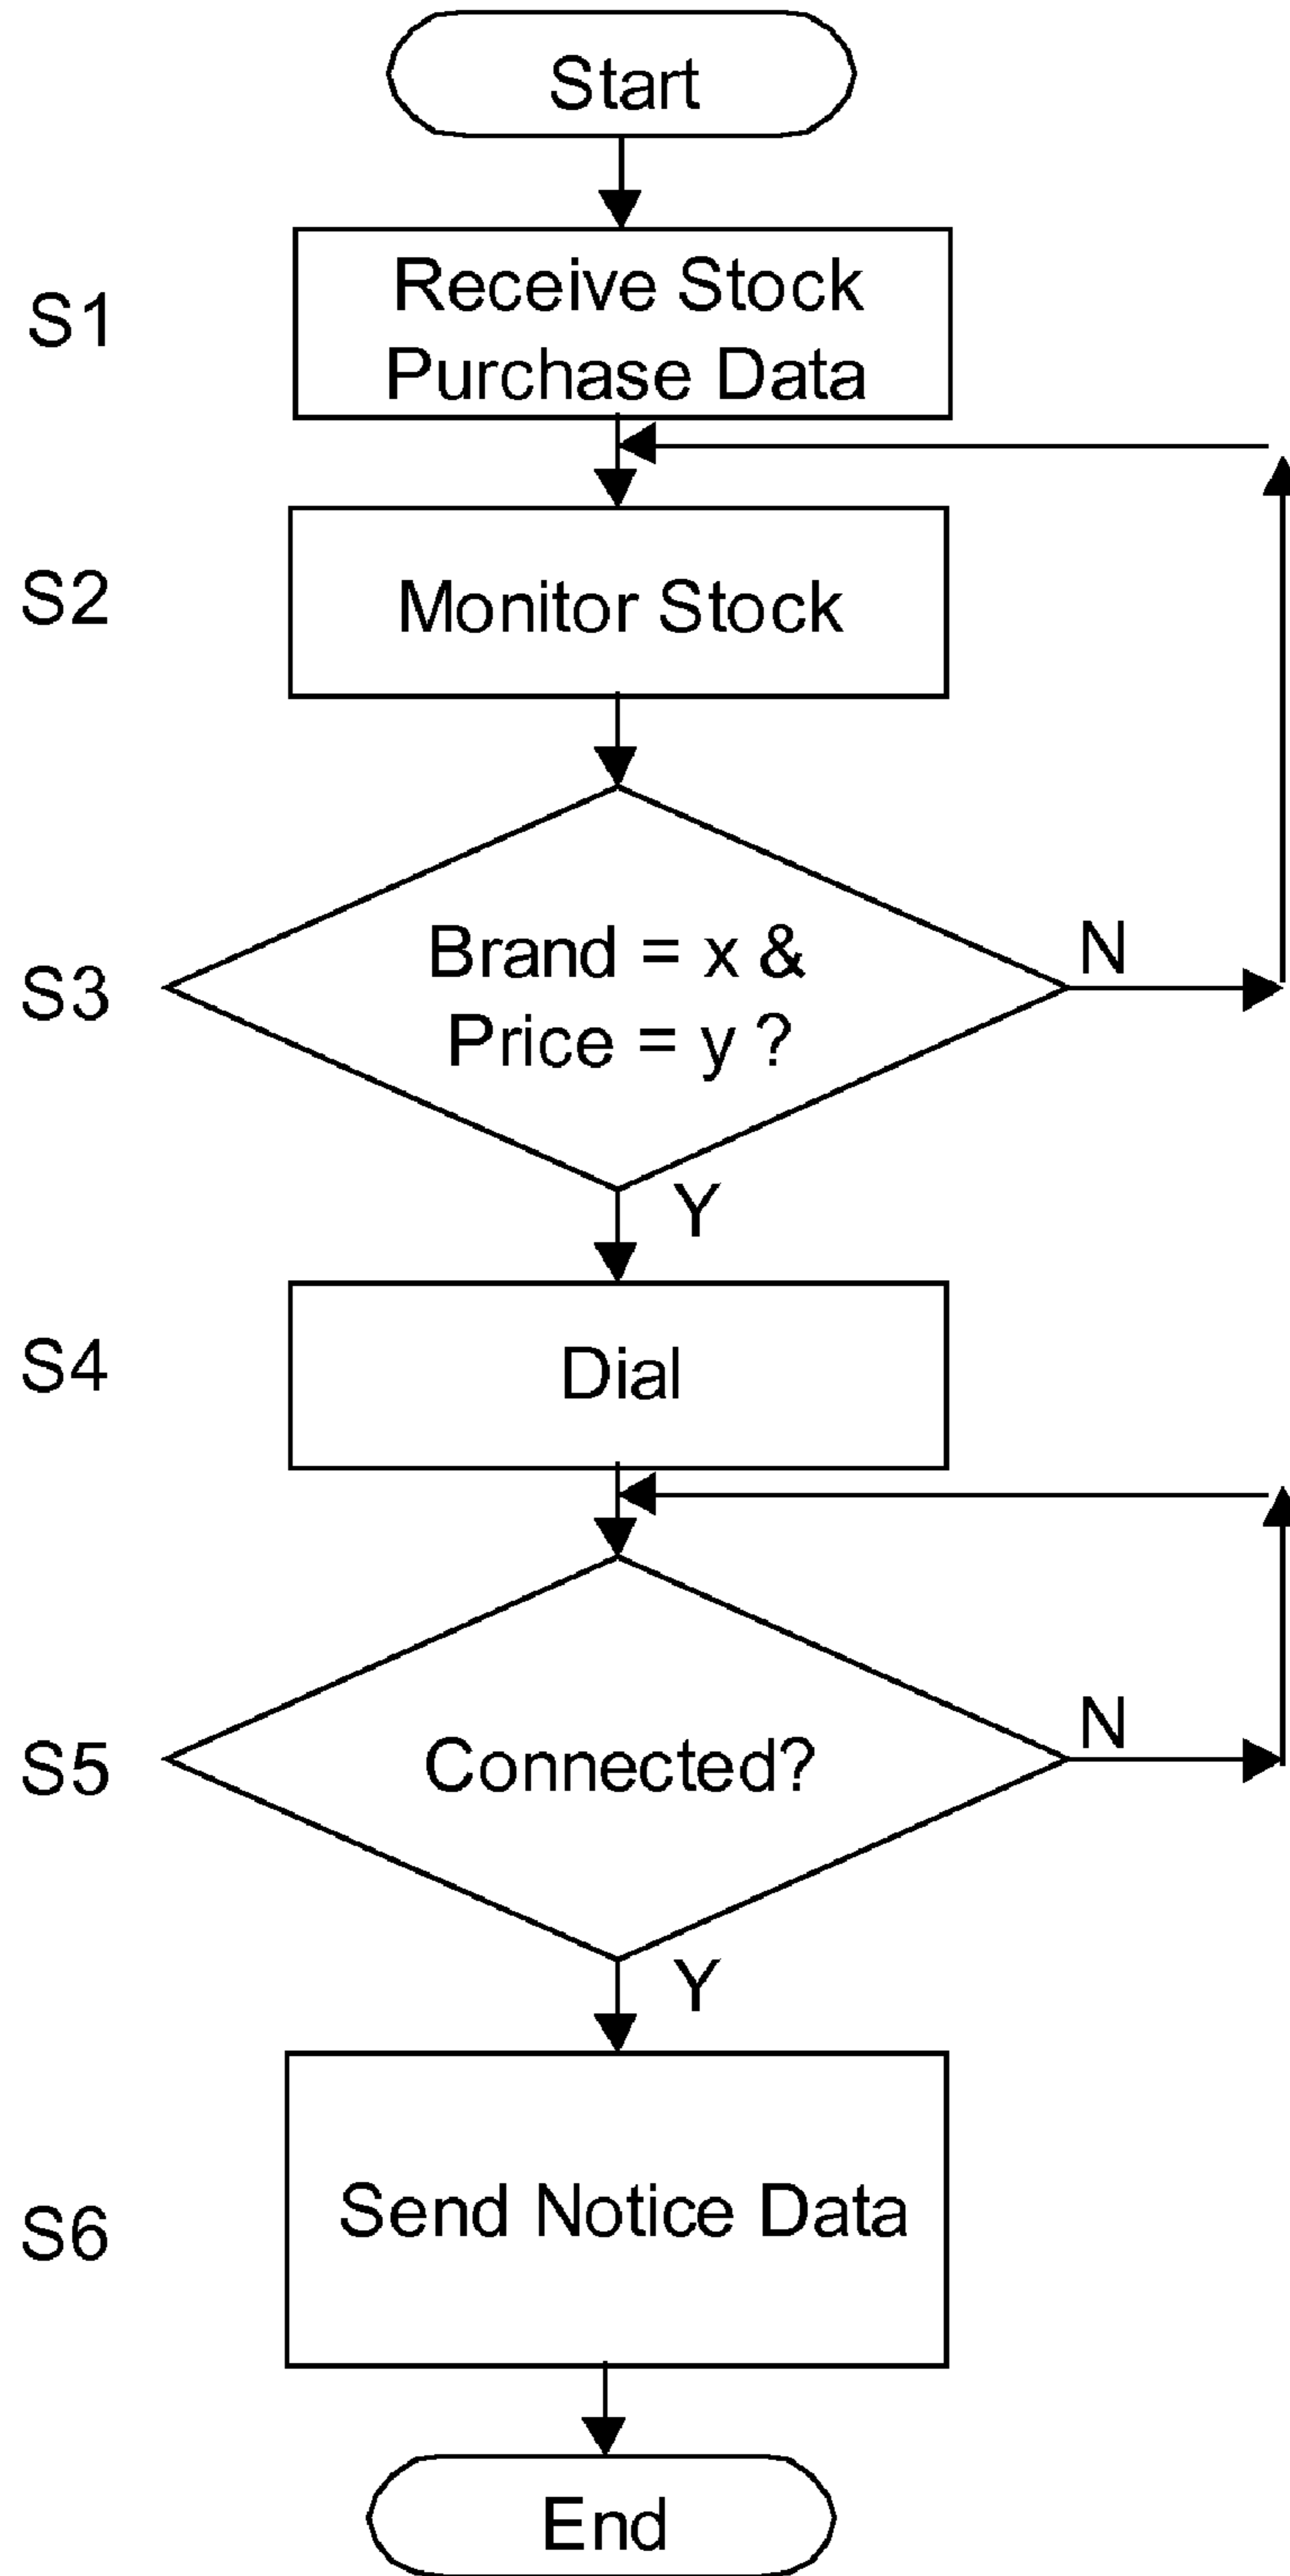 Start
S1
Receive Stock
Purchase Data
S2
Monitor Stock
S3
Brand = x &
Price = y ?
N
Y
S4
Dial
S5
Connected?
N
Y
S6
Send Notice Data
End